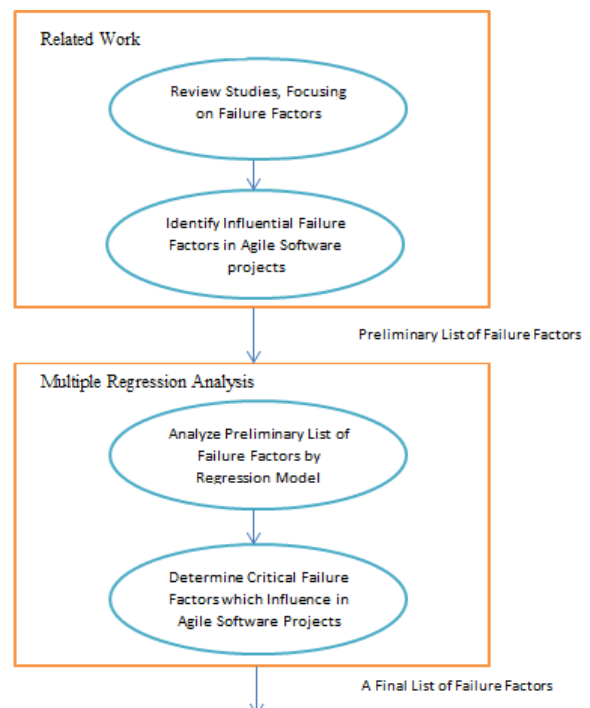 Related Work
Review Studies, Focusing
on Failure Factors
Identify Influential Failure
Factors in Agile Software
projects
Preliminary List of Failure Factors
Multiple Regression Analysis
Analyze Preliminary List of
Failure Factors by
Regression Model
Determine Critical Failure
Factors which Influence in
Agile Software Projects
A Final List of Failure Factors